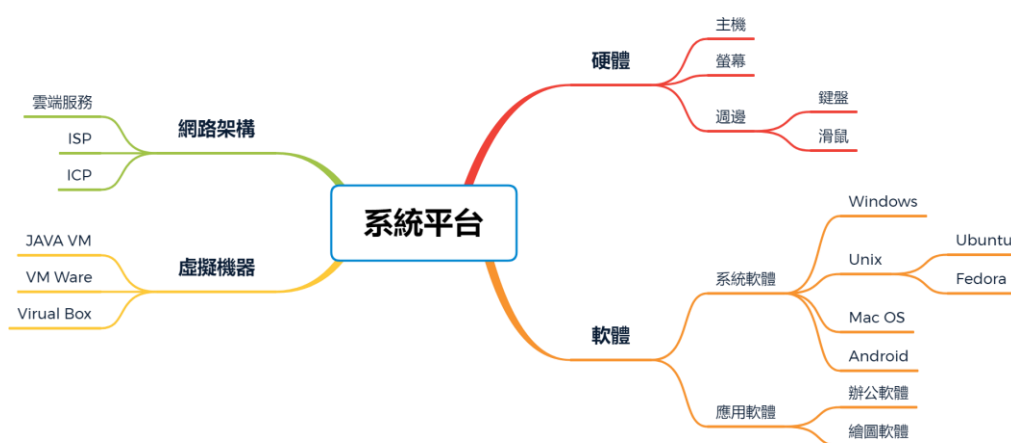 系統平台
硬體
主機
螢幕
週邊
鍵盤
滑鼠
軟體
系統軟體
Windows
Unix
Ubuntu
Fedora
Mac OS
Android
應用軟體
辦公軟體
繪圖軟體
網路架構
雲端服務
ISP
ICP
虛擬機器
JAVA VM
VM Ware
Virual Box